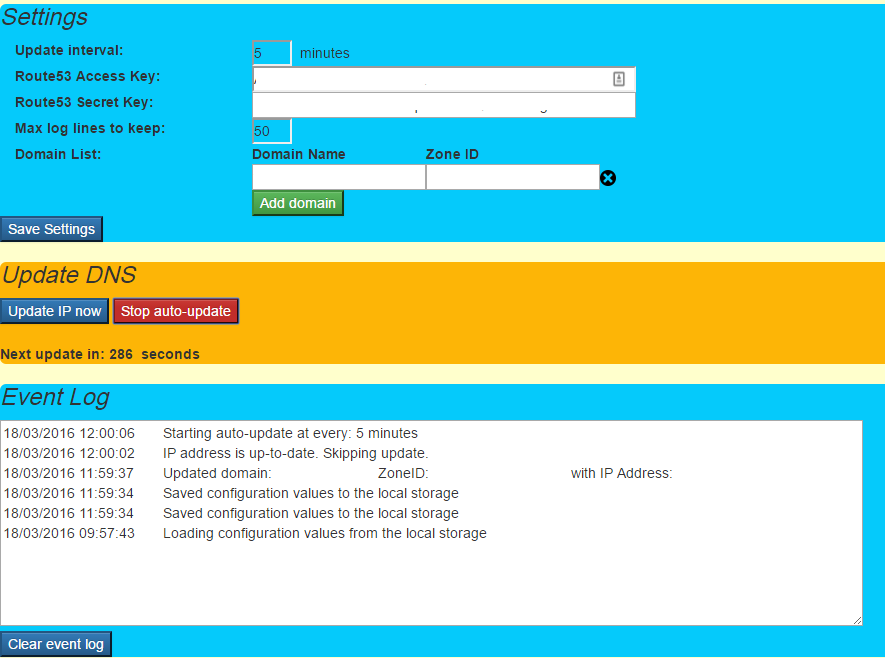 Settings
Update interval: 5 minutes
Route53 Access Key:
Route53 Secret Key:
Max log lines to keep: 50
Domain List: Domain Name Zone ID
Add domain
Save Settings
Update DNS
Update IP now Stop auto-update
Next update in: 286 seconds
Event Log
18/03/2016 12:00:06 Starting auto-update at every: 5 minutes
18/03/2016 12:00:02 IP address is up-to-date. Skipping update.
18/03/2016 11:59:37 Updated domain: ZoneID: with IP Address:
18/03/2016 11:59:34 Saved configuration values to the local storage
18/03/2016 11:59:34 Saved configuration values to the local storage
18/03/2016 09:57:43 Loading configuration values from the local storage
Clear event log